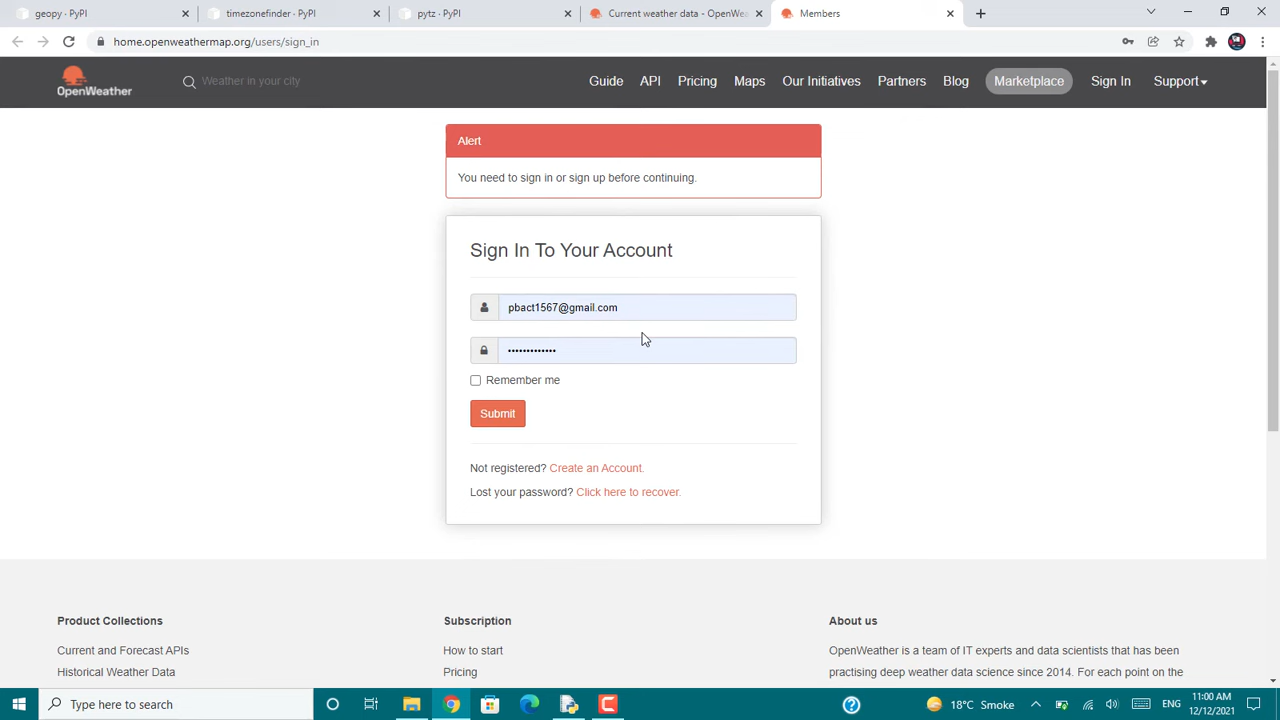 geopy · PyPI
timezonefinder · PyPI
pytz · PyPI
Current weather data - OpenWea
Members
home.openweathermap.org/users/sign_in
OpenWeather
Weather in your city
Guide
API
Pricing
Maps
Our Initiatives
Partners
Blog
Marketplace
Sign In
Support
Alert
You need to sign in or sign up before continuing.
Sign In To Your Account
pbact1567@gmail.com
•••••••••••••
Remember me
Submit
Not registered? Create an Account.
Lost your password? Click here to recover.
Product Collections
Subscription
About us
Current and Forecast APIs
How to start
OpenWeather is a team of IT experts and data scientists that has been
Historical Weather Data
Pricing
practising deep weather data science since 2014. For each point on the
Type here to search
18°C Smoke
ENG
11:00 AM
12/12/2021